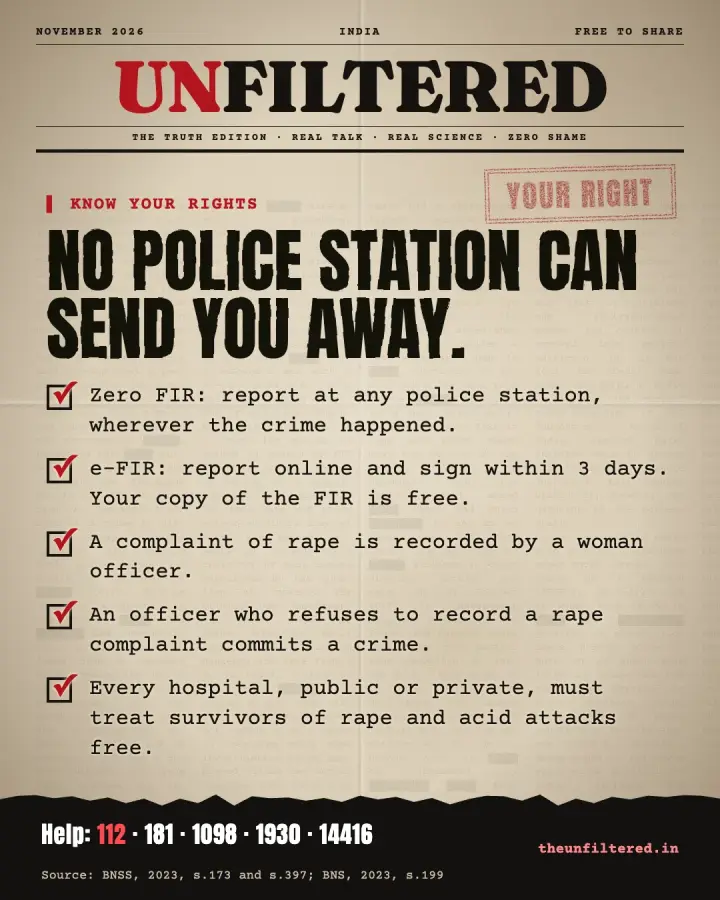 NOVEMBER 2026 INDIA FREE TO SHARE
UNFILTERED
THE TRUTH EDITION · REAL TALK · REAL SCIENCE · ZERO SHAME
YOUR RIGHT
KNOW YOUR RIGHTS
NO POLICE STATION CAN
SEND YOU AWAY.
Zero FIR: report at any police station,
wherever the crime happened.
e-FIR: report online and sign within 3 days.
Your copy of the FIR is free.
A complaint of rape is recorded by a woman
officer.
An officer who refuses to record a rape
complaint commits a crime.
Every hospital, public or private, must
treat survivors of rape and acid attacks
free.
Help: 112 · 181 · 1098 · 1930 · 14416
theunfiltered.in
Source: BNSS, 2023, s.173 and s.397; BNS, 2023, s.199